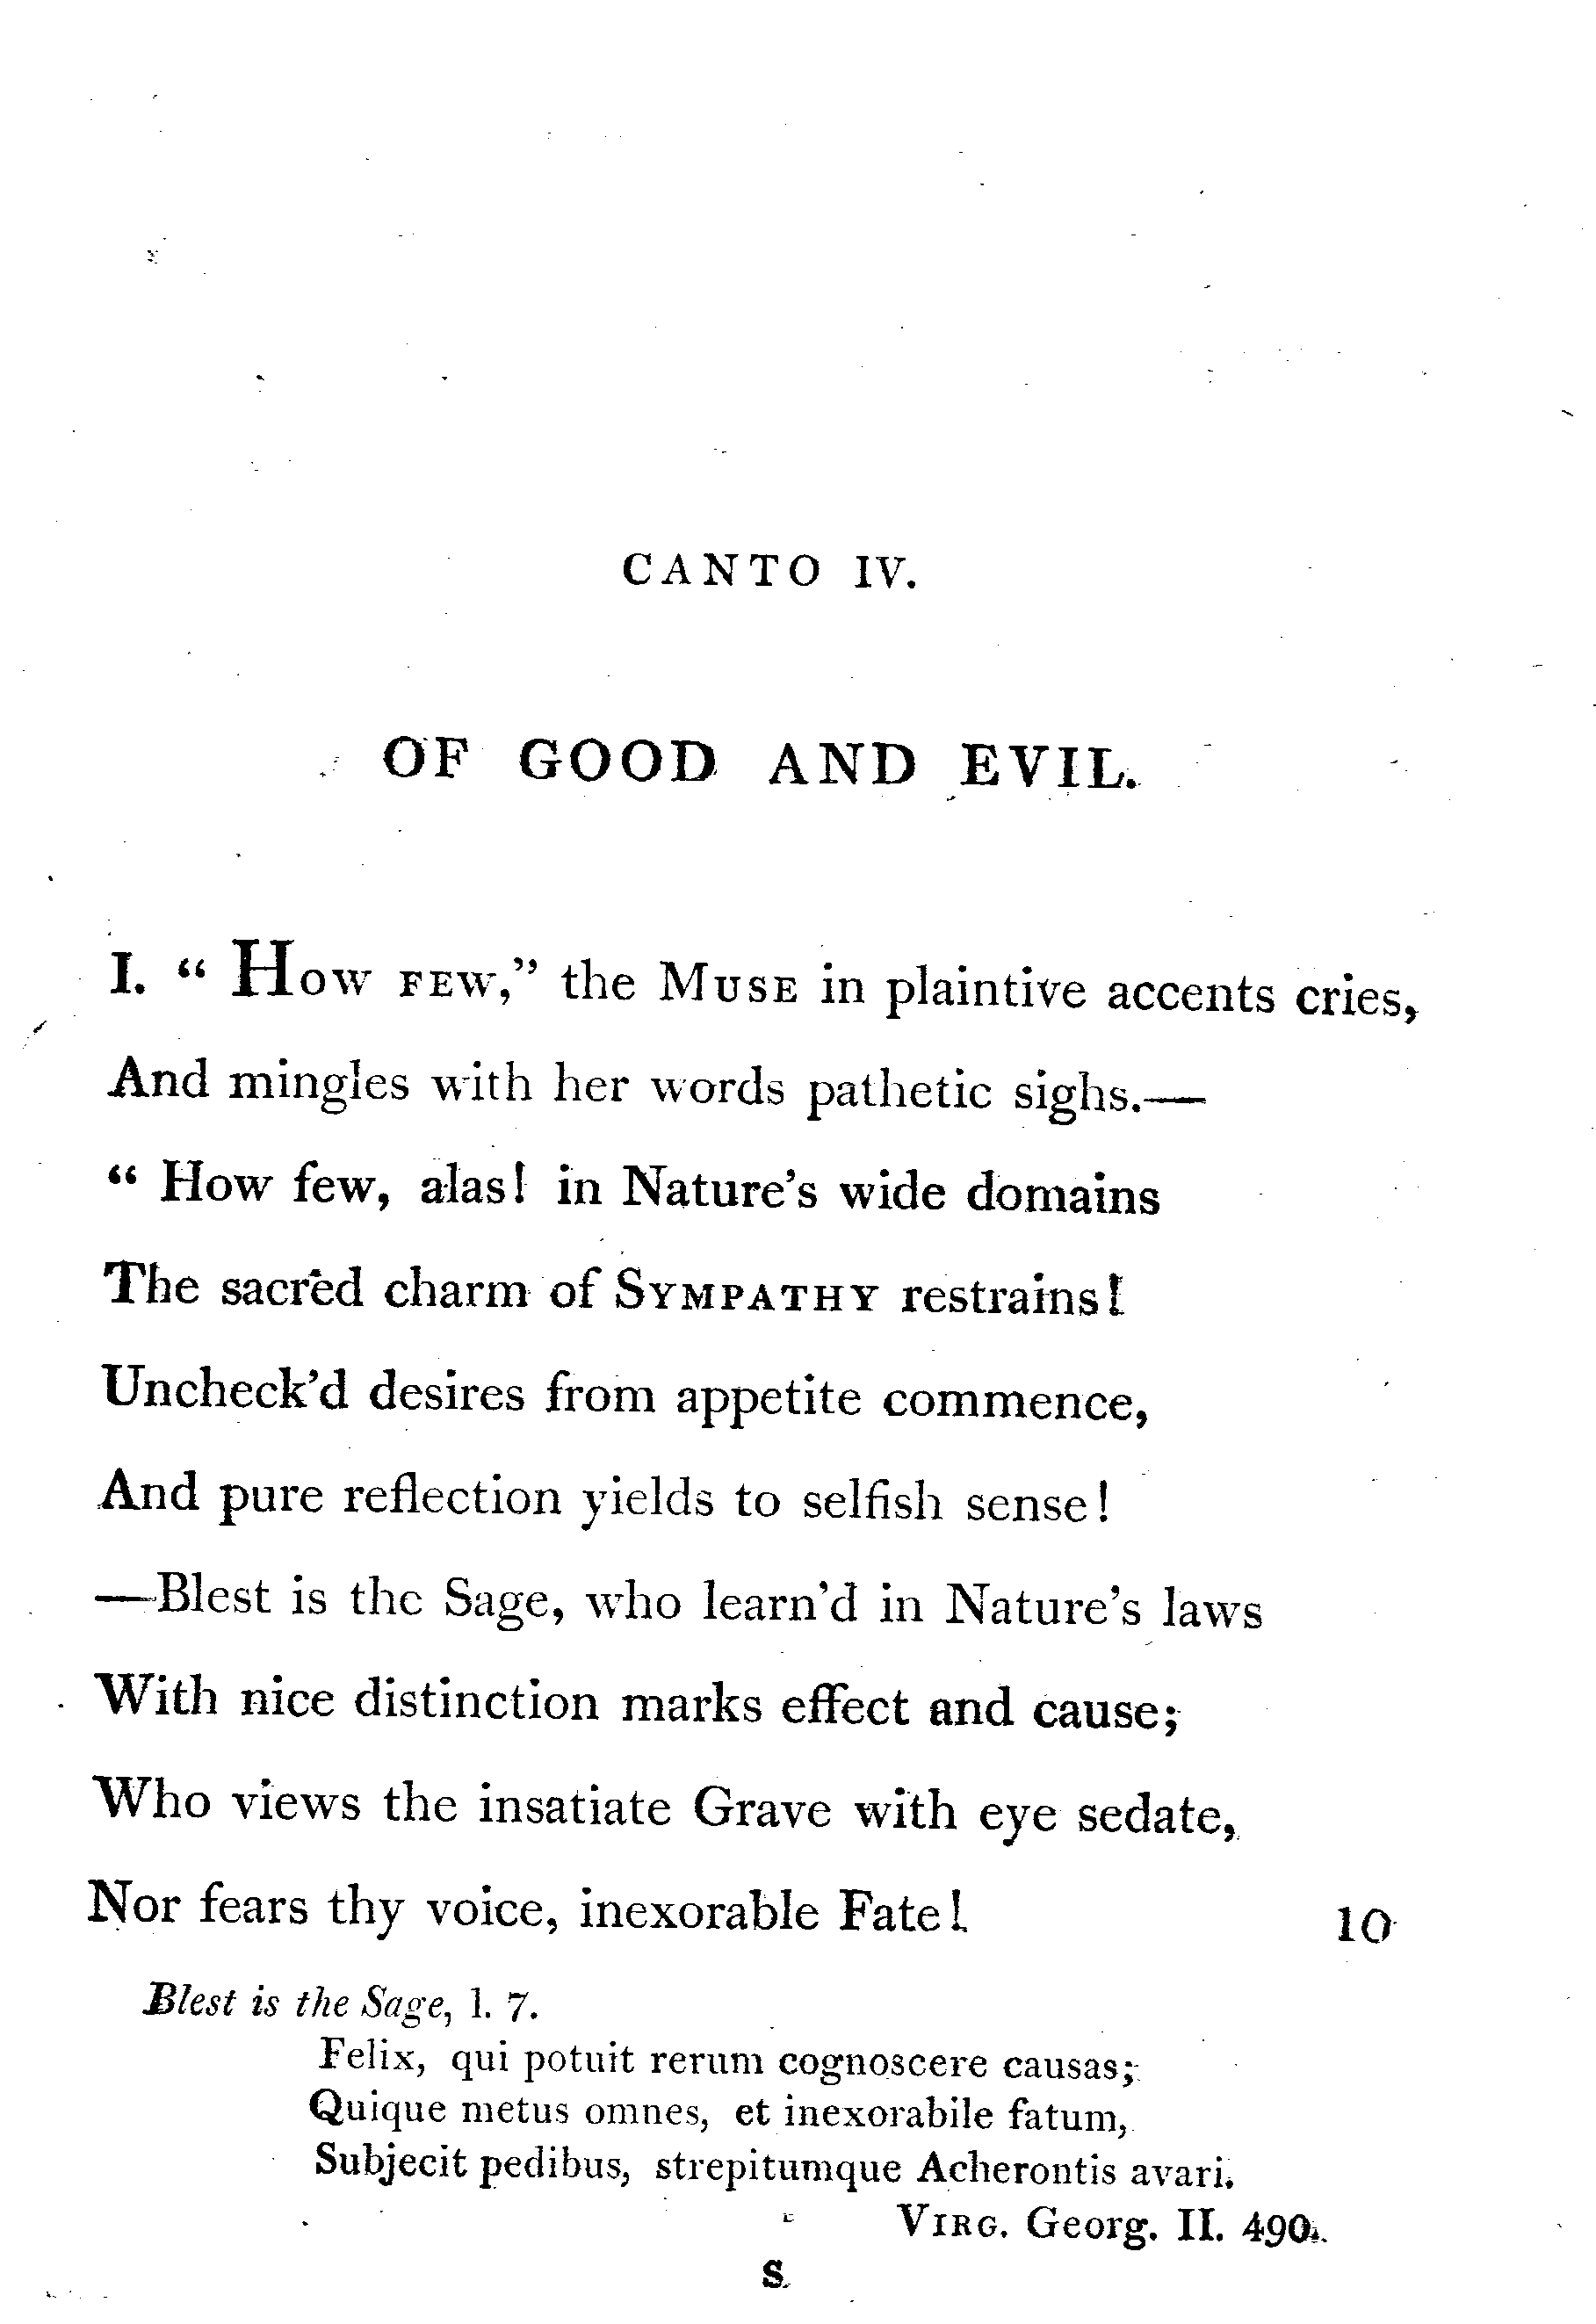 CANTO IV.
OF GOOD AND EVIL.
I. “ How few,” the Muse in plaintive accents cries,
And mingles with her words pathetic sighs.—
“ How few, alas! in Nature’s wide domains
The sacred charm of Sympathy restrains!
Uncheck’d desires from appetite commence,
And pure reflection yields to selfish sense!
—Blest is the Sage, who learn’d in Nature’s laws
With nice distinction marks effect and cause;
Who views the insatiate Grave with eye sedate,
Nor fears thy voice, inexorable Fate! 10
Blest is the Sage, l. 7.
Felix, qui potuit rerum cognoscere causas;
Quique metus omnes, et inexorabile fatum,
Subjecit pedibus, strepitumque Acherontis avari.
Virg. Georg. II. 490.
S